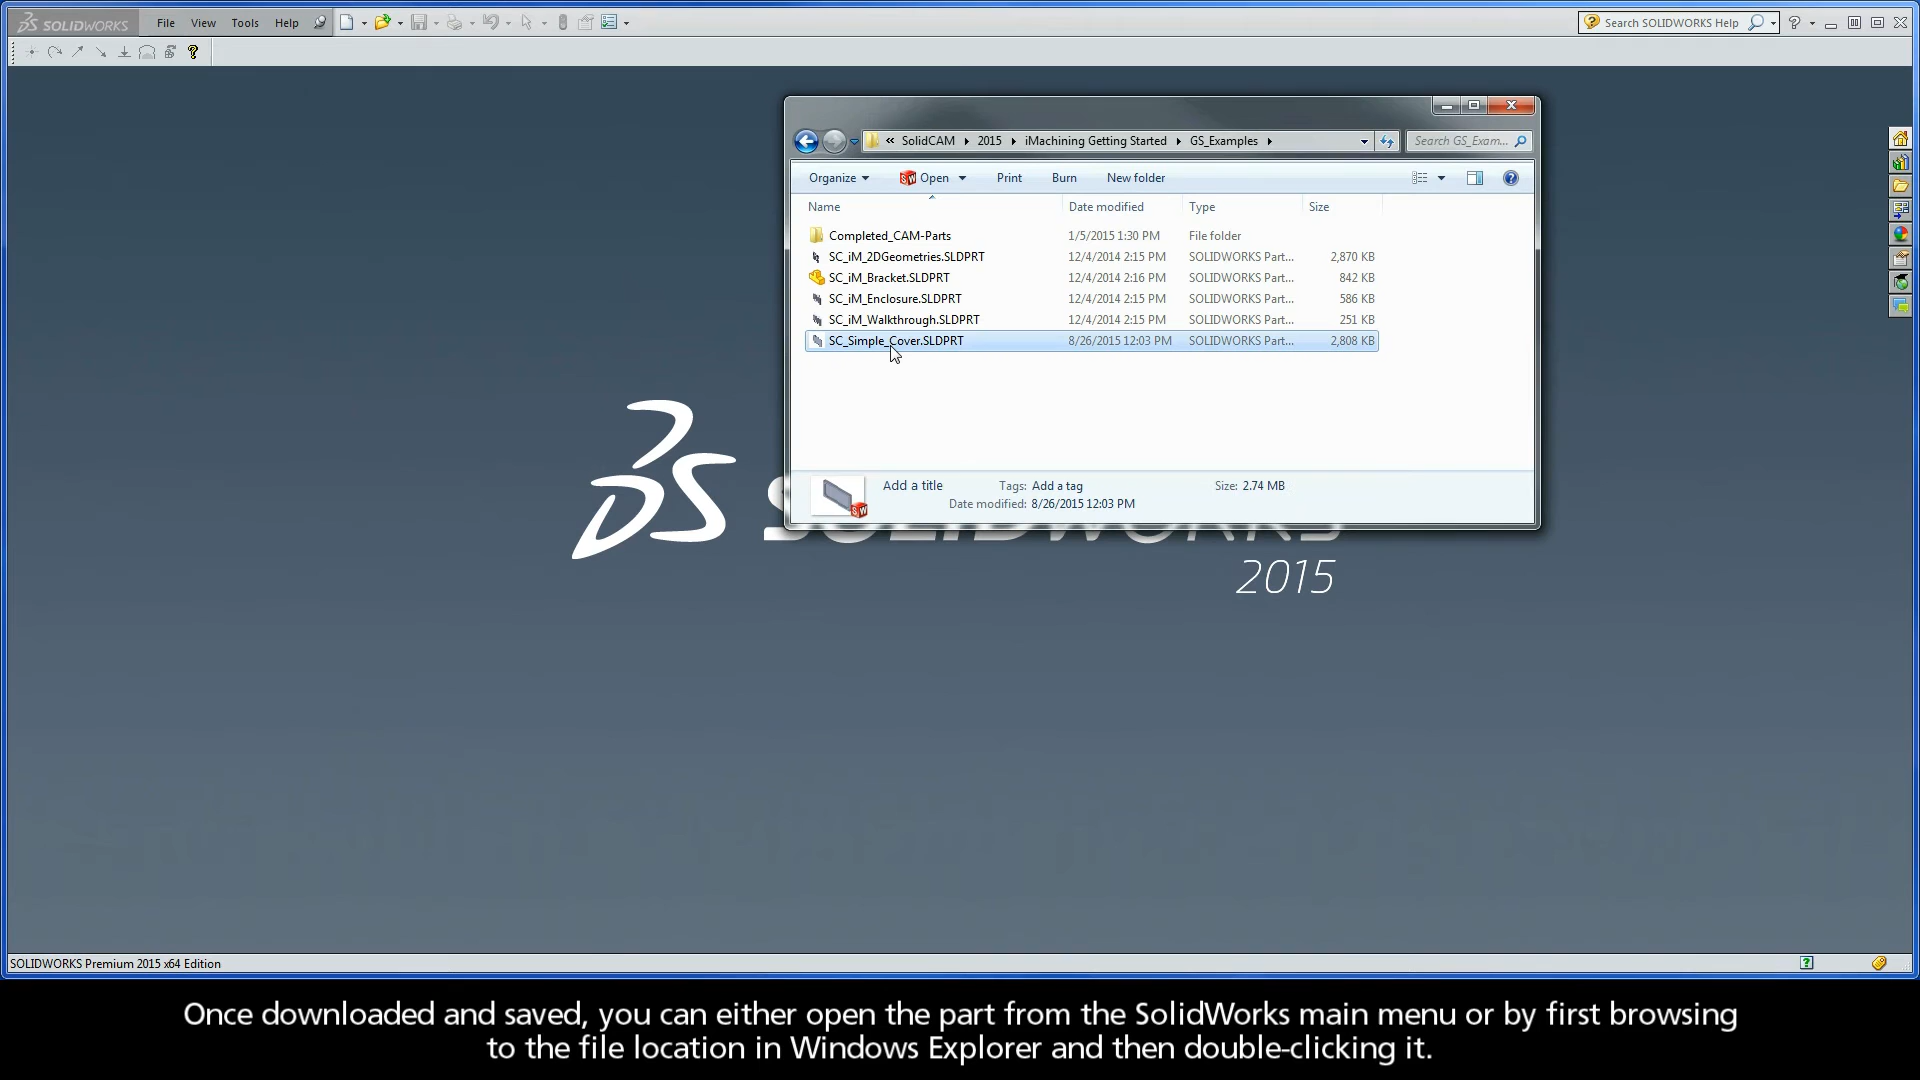 SOLIDWORKS File View Tools Help Search SOLIDWORKS Help
« SolidCAM 2015 iMachining Getting Started GS_Examples Search GS_Exam...
Organize Open Print Burn New folder
Name Date modified Type Size
Completed_CAM-Parts 1/5/2015 1:30 PM File folder
SC_iM_2DGeometries.SLDPRT 12/4/2014 2:15 PM SOLIDWORKS Part... 2,870 KB
SC_iM_Bracket.SLDPRT 12/4/2014 2:16 PM SOLIDWORKS Part... 842 KB
SC_iM_Enclosure.SLDPRT 12/4/2014 2:15 PM SOLIDWORKS Part... 586 KB
SC_iM_Walkthrough.SLDPRT 12/4/2014 2:15 PM SOLIDWORKS Part... 251 KB
SC_Simple_Cover.SLDPRT 8/26/2015 12:03 PM SOLIDWORKS Part... 2,808 KB
Add a title Tags: Add a tag Size: 2.74 MB
Date modified: 8/26/2015 12:03 PM
SOLIDWORKS
2015
SOLIDWORKS Premium 2015 x64 Edition
Once downloaded and saved, you can either open the part from the SolidWorks main menu or by first browsing
to the file location in Windows Explorer and then double-clicking it.